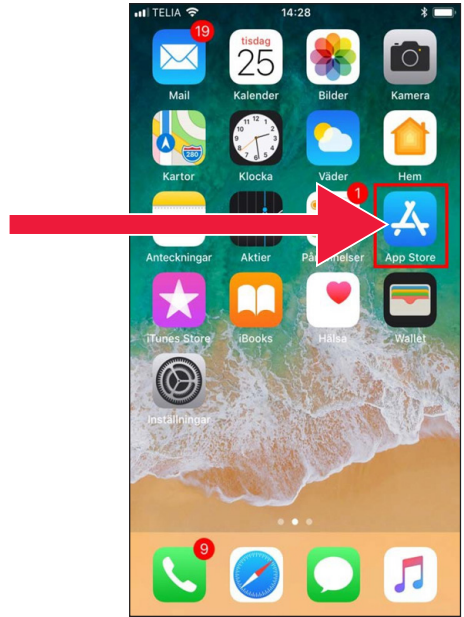 TELIA 14:28
19
tisdag
25
Mail Kalender Bilder Kamera
280
Kartor Klocka Väder Hem
1
Anteckningar Aktier App Store
iTunes Store iBooks Hälsa Wallet
Inställningar
9